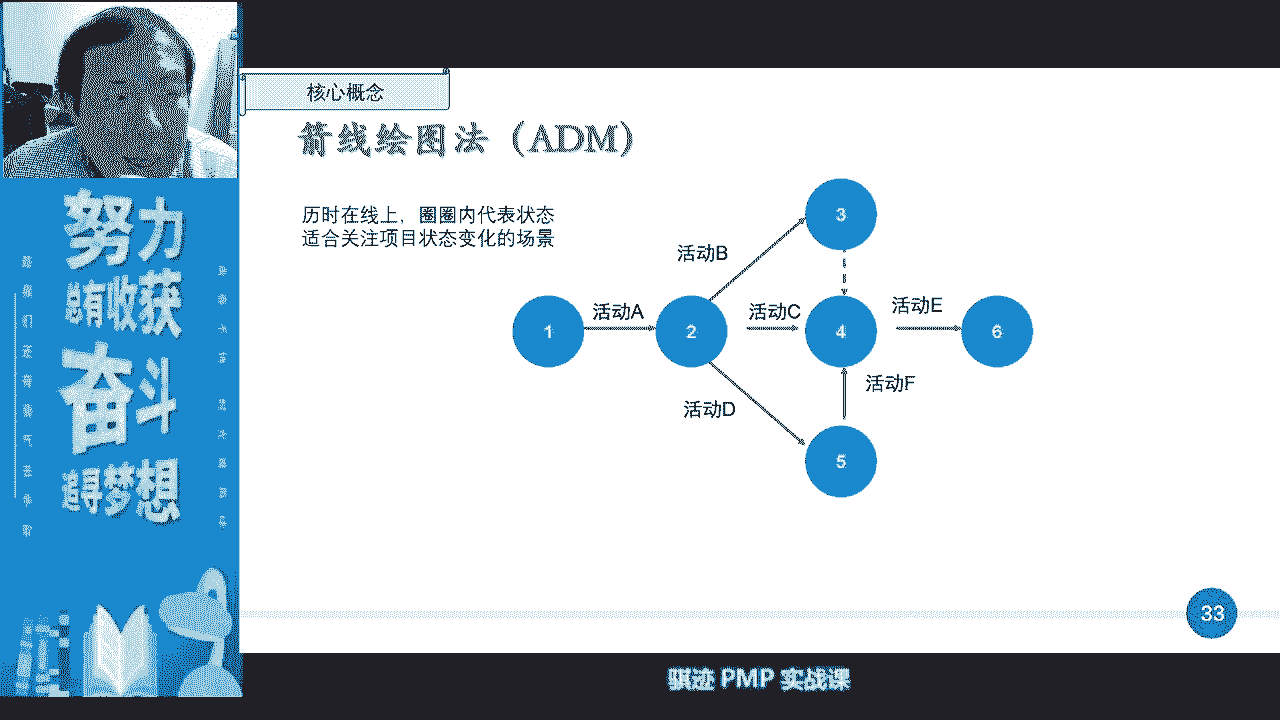 核心概念
箭线绘图法（ADM）
历时在线上，圈圈内代表状态
适合关注项目状态变化的场景
3
活动B
活动A
活动C
活动E
1
2
4
6
活动F
活动D
5
33
努力
总有收获
奋斗
追寻梦想
骐迹 PMP 实战课